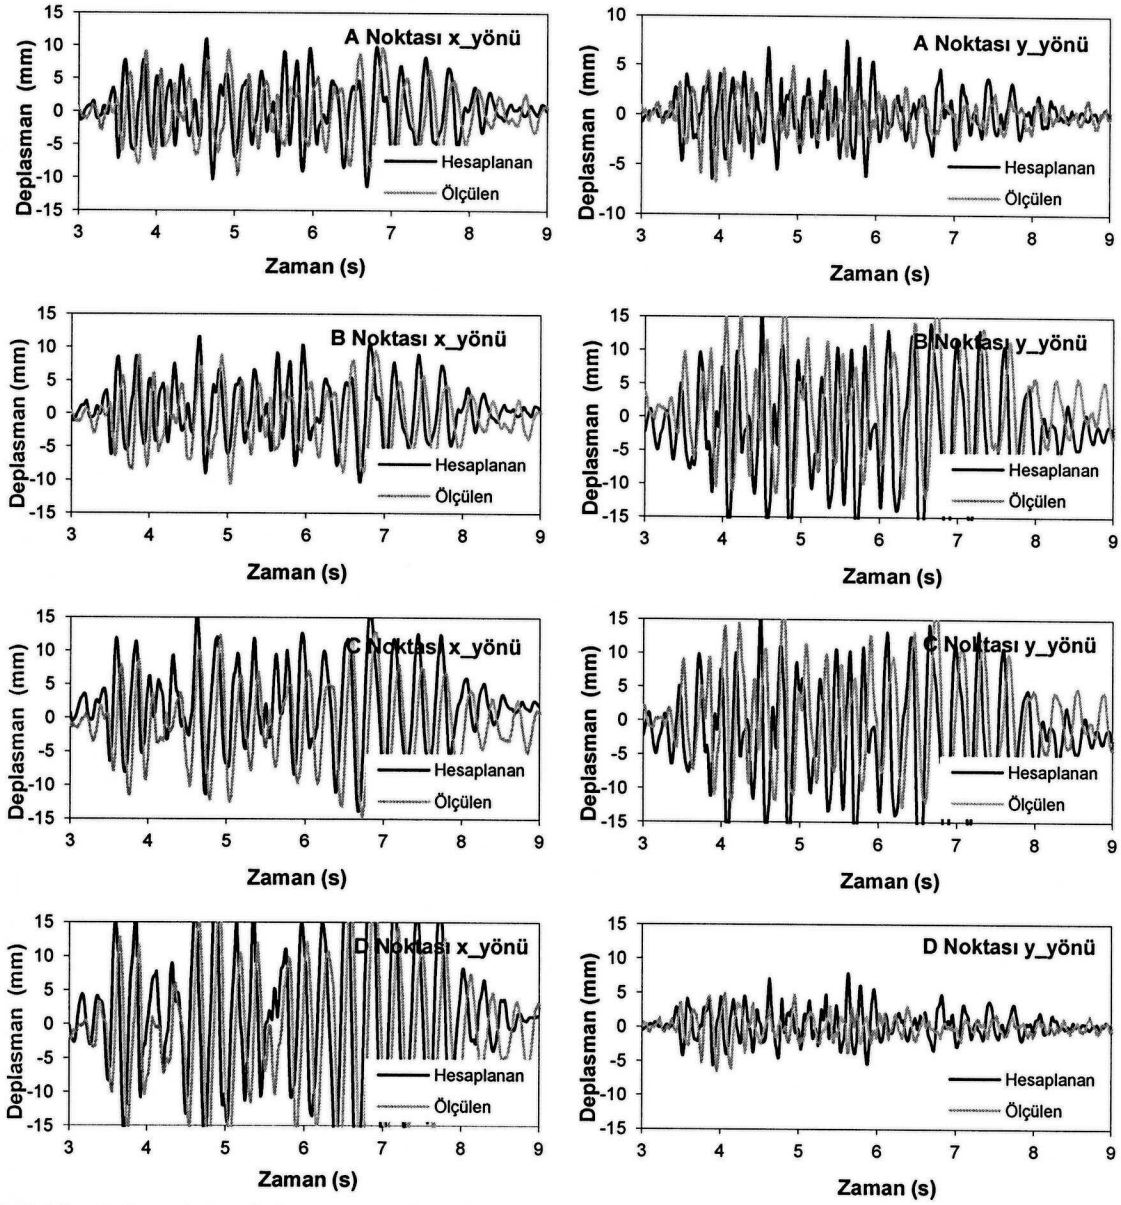 A Noktası x_yönü
Deplasman (mm)
15
10
5
0
-5
-10
-15
Hesaplanan
Ölçülen
3 4 5 6 7 8 9
Zaman (s)
A Noktası y_yönü
Deplasman (mm)
10
5
0
-5
-10
Hesaplanan
Ölçülen
3 4 5 6 7 8 9
Zaman (s)
B Noktası x_yönü
Deplasman (mm)
15
10
5
0
-5
-10
-15
Hesaplanan
Ölçülen
3 4 5 6 7 8 9
Zaman (s)
B Noktası y_yönü
Deplasman (mm)
15
10
5
0
-5
-10
-15
Hesaplanan
Ölçülen
3 4 5 6 7 8 9
Zaman (s)
C Noktası x_yönü
Deplasman (mm)
15
10
5
0
-5
-10
-15
Hesaplanan
Ölçülen
3 4 5 6 7 8 9
Zaman (s)
C Noktası y_yönü
Deplasman (mm)
15
10
5
0
-5
-10
-15
Hesaplanan
Ölçülen
3 4 5 6 7 8 9
Zaman (s)
D Noktası x_yönü
Deplasman (mm)
15
10
5
0
-5
-10
-15
Hesaplanan
Ölçülen
3 4 5 6 7 8 9
Zaman (s)
D Noktası y_yönü
Deplasman (mm)
15
10
5
0
-5
-10
-15
Hesaplanan
Ölçülen
3 4 5 6 7 8 9
Zaman (s)